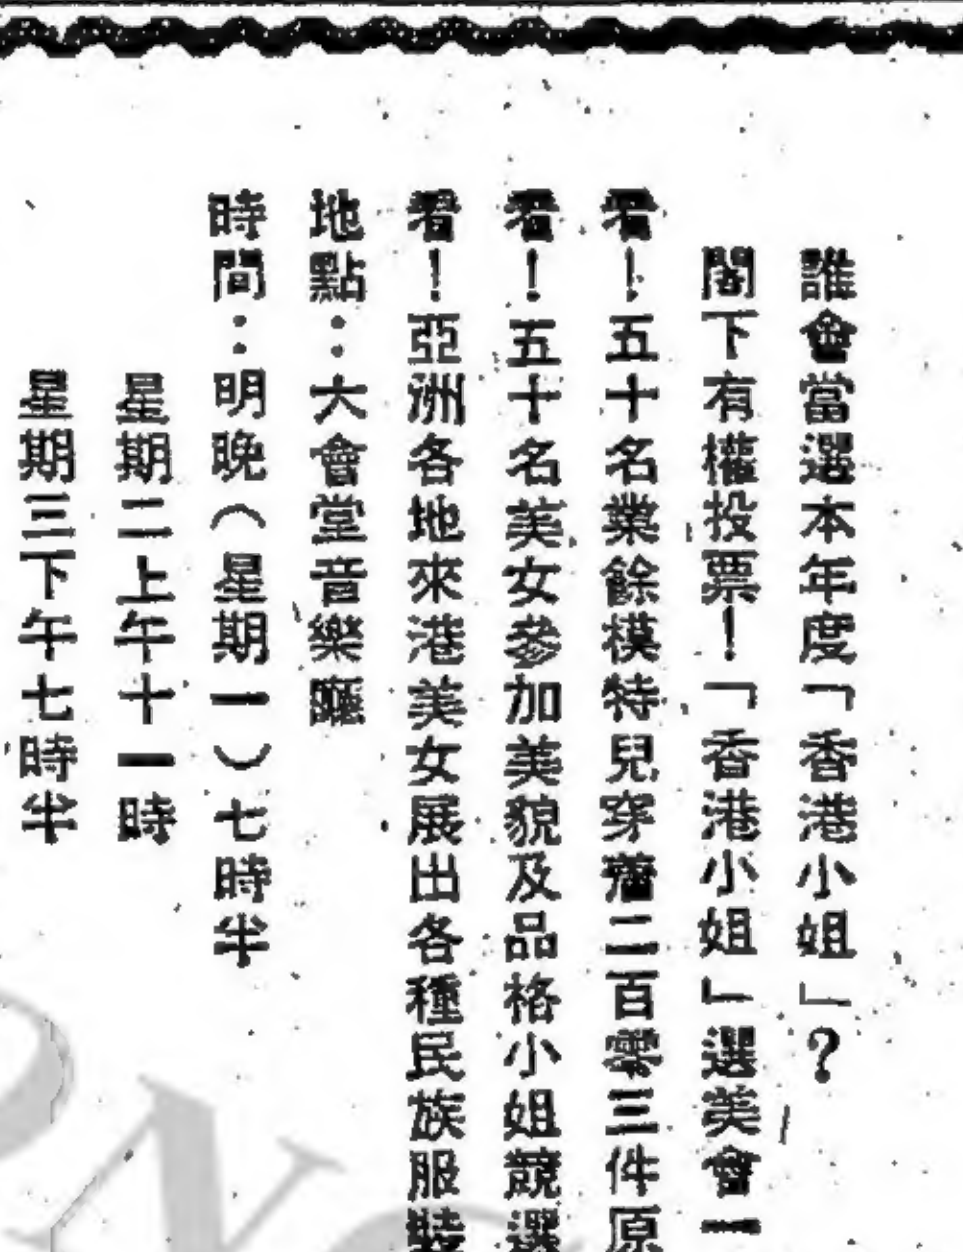 誰會當選本年度「香港小姐」?
閣下有權投票!「香港小姐」選美會一
看!五十名業餘模特兒穿着二百零三件原
看!五十名美女參加美貌及品格小姐競選
看!亞洲各地來港美女展出各種民族服裝
地點:大會堂音樂廳
時間:明晚(星期一)七時半
星期二上午十一時
星期三下午七時半